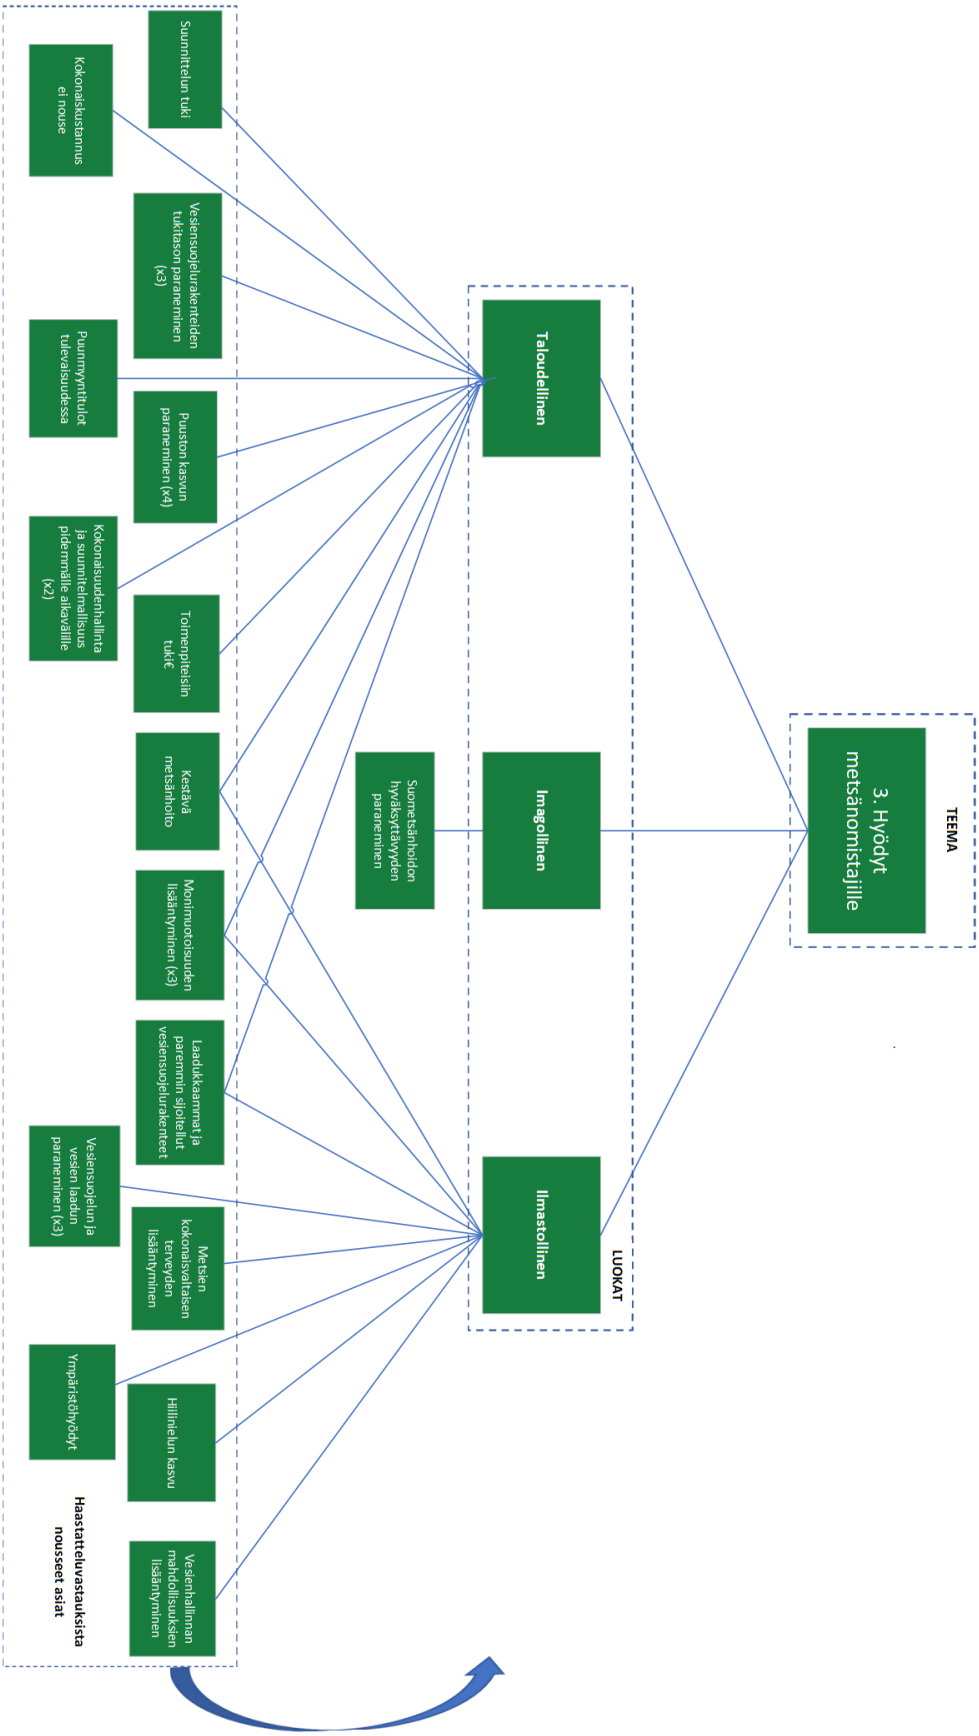 TEEMA
3. Hyödyt
metsänomistajille
LUOKAT
Taloudellinen
Imagolinen
Ilmastollinen
Suometsänhoidon
hyväksyttävyyden
paraneminen
Suunnittelun tuki
Kokonaiskustannus
ei nouse
Vesiensuojelurakenteiden
tukitason paraneminen
(x3)
Puunmyyntitulot
tulevaisuudessa
Puuston kasvun
paraneminen (x4)
Kokonaisuudenhallinta
ja suunnitelmallisuus
pidemmälle aikavälille
(x2)
Toimenpiteisiin
tuki€
Kestävä
metsänhoito
Monimuotoisuuden
lisääntyminen (x3)
Laadukkaammat ja
paremmin sijoitellut
vesiensuojelurakenteet
Vesiensuojelun ja
vesien laadun
paraneminen (x3)
Metsien
kokonaisvaltaisen
terveyden
lisääntyminen
Ympäristöhyödyt
Hiilinielun kasvu
Vesienhallinnan
mahdollisuuksien
lisääntyminen
Haastatteluvastauksista
nousseet asiat